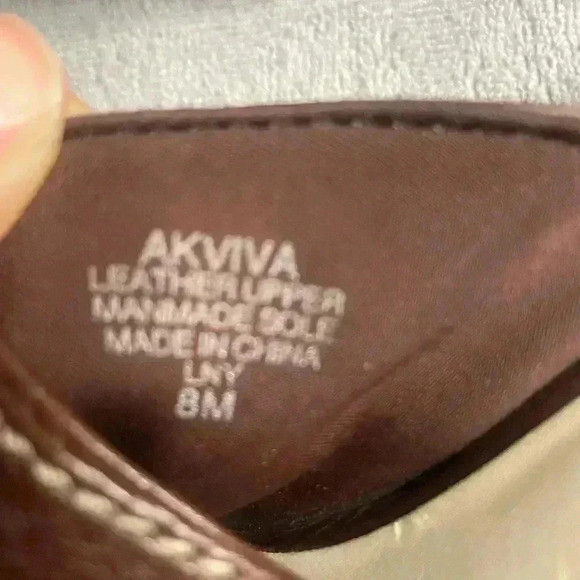 AKVIVA
LEATHER UPPER
MANMADE SOLE
MADE IN CHINA
LNY
8M